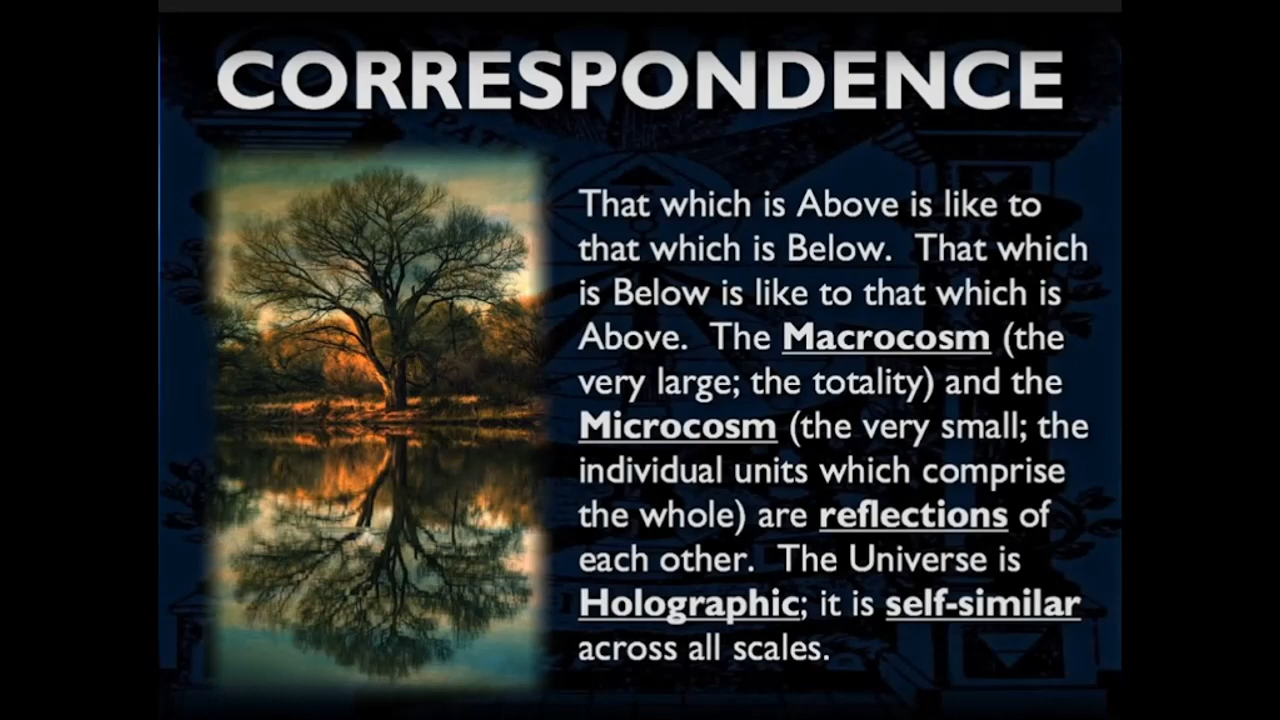 CORRESPONDENCE
That which is Above is like to
that which is Below.  That which
is Below is like to that which is
Above.  The Macrocosm (the
very large; the totality) and the
Microcosm (the very small; the
individual units which comprise
the whole) are reflections of
each other.  The Universe is
Holographic; it is self-similar
across all scales.